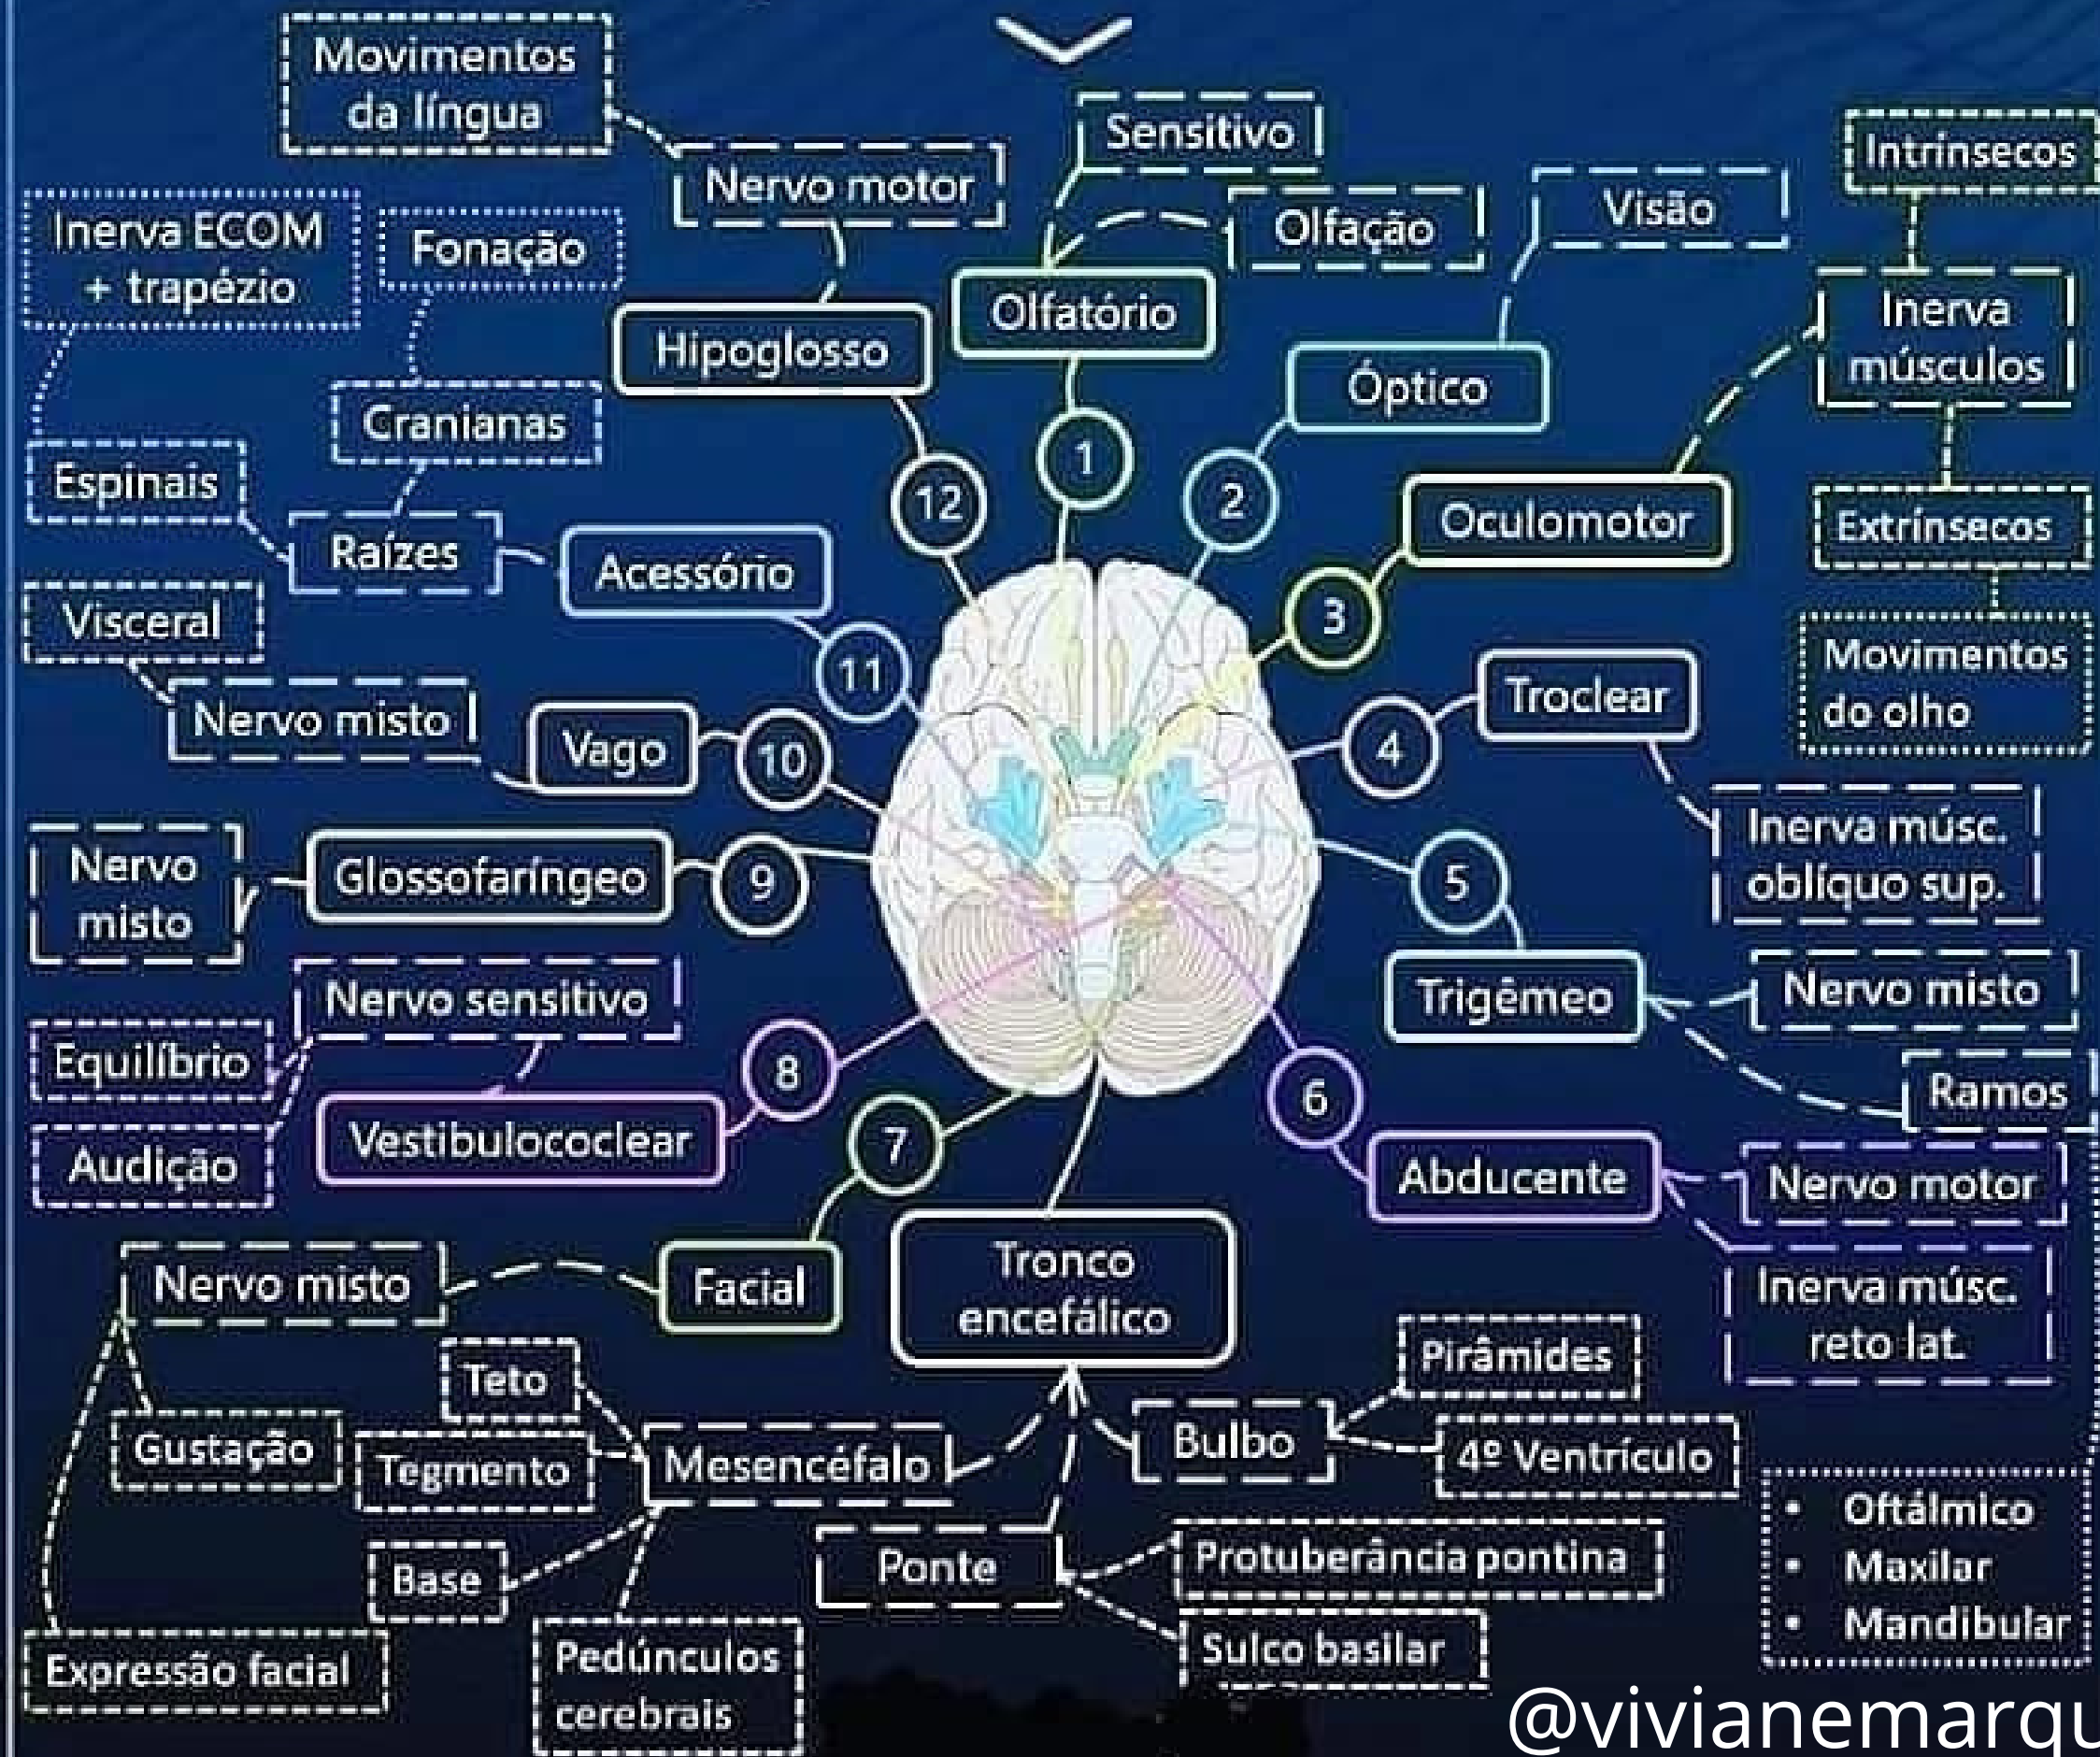 Movimentos
da língua
Nervo motor
Hipoglosso
12
Sensitivo
Olfação
Olfatório
1
Visão
Óptico
2
Intrínsecos
Inerva
músculos
Extrínsecos
Movimentos
do olho
Oculomotor
3
Inerva ECOM
+ trapézio
Fonação
Cranianas
Espinais
Raízes
Acessório
11
Troclear
4
Inerva músc.
oblíquo sup.
Visceral
Nervo misto
Vago
10
Nervo
misto
Glossofaríngeo
9
5
Trigêmeo
Nervo misto
Ramos
Nervo sensitivo
Equilíbrio
Audição
Vestibulococlear
8
6
Abducente
Nervo motor
Inerva músc.
reto lat.
7
Facial
Nervo misto
Gustação
Expressão facial
Tronco
encefálico
Teto
Tegmento
Base
Mesencéfalo
Pedúnculos
cerebrais
Ponte
Protuberância pontina
Sulco basilar
Bulbo
Pirâmides
4º Ventrículo
• Oftálmico
• Maxilar
• Mandibular
@vivianemarqu